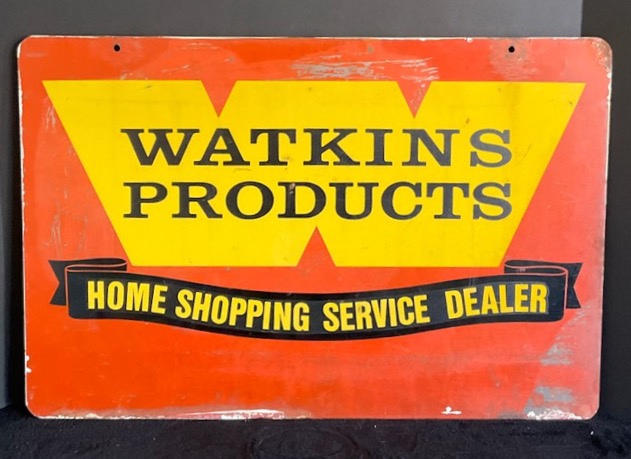 WATKINS
PRODUCTS
HOME SHOPPING SERVICE DEALER